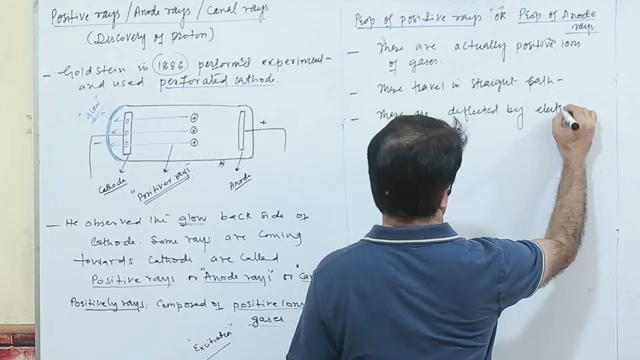 Positive rays / Anode rays / Canal rays
(Discovery of proton)
- Goldstein in 1886 performed experiment
and used perforated cathode
glow
+
-
Cathode
"Positive rays"
Anode
- He observed the glow back side of
Cathode. Some rays are coming
towards Cathode are called
Positive rays or "Anode rays" or "Ca
Positively rays: Composed of positive Ions
gases
"Excitation"
Prop of positive rays "OR" Prop of Anode
rays
- These are actually positive ions
of gases.
- These travel in straight path -
- These are deflected by elect